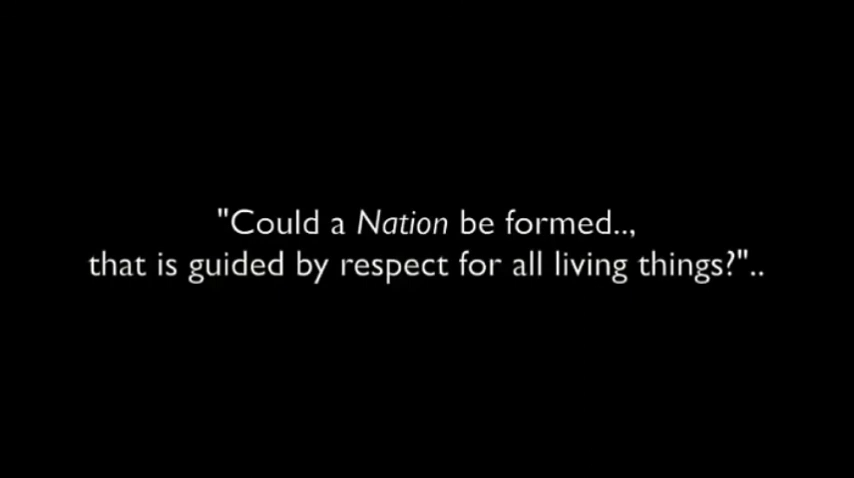 "Could a Nation be formed..,
that is guided by respect for all living things?"..